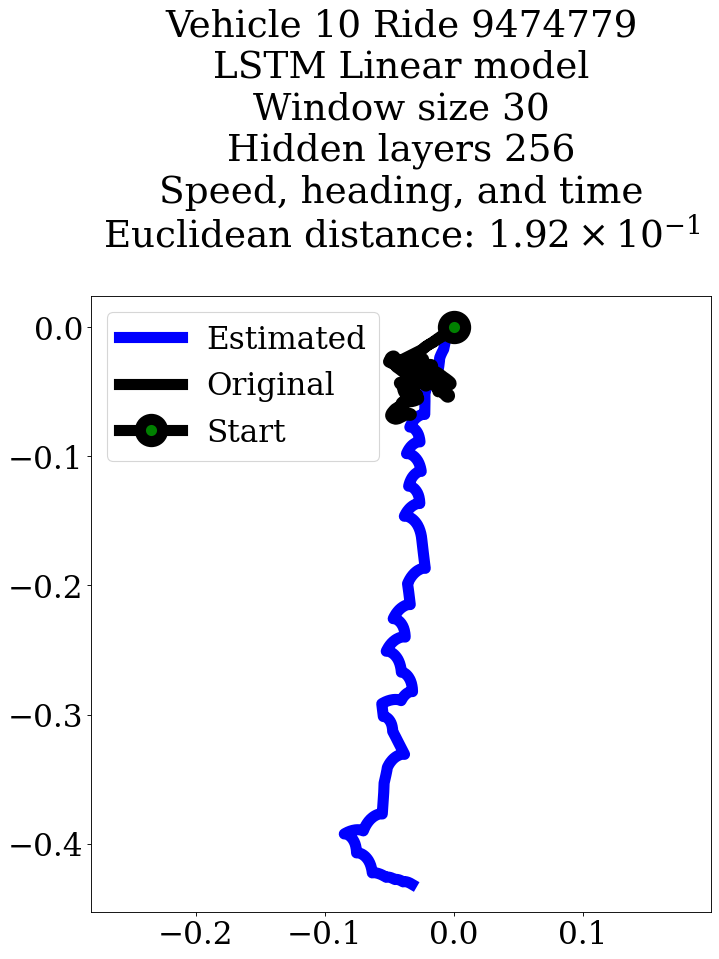 Vehicle 10 Ride 9474779
LSTM Linear model
Window size 30
Hidden layers 256
Speed, heading, and time
Euclidean distance: 1.92 × 10⁻¹
Estimated
Original
Start
0.0
−0.1
−0.2
−0.3
−0.4
−0.2
−0.1
0.0
0.1